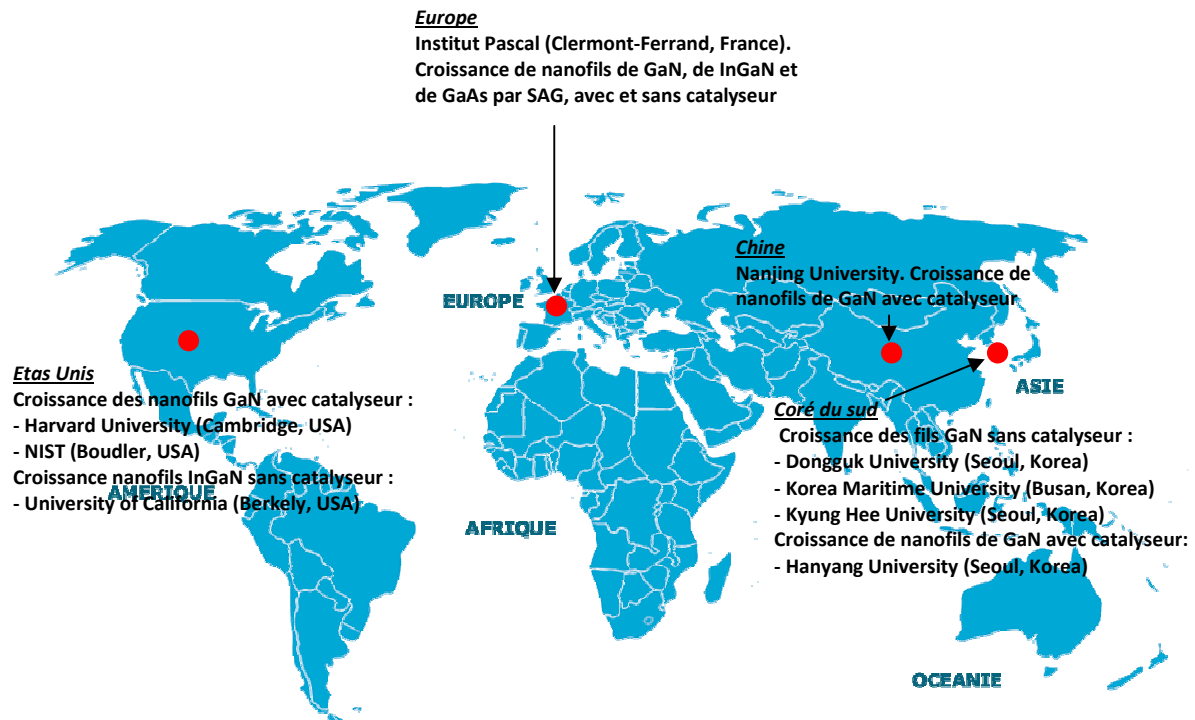 Europe
Institut Pascal (Clermont-Ferrand, France).
Croissance de nanofils de GaN, de InGaN et
de GaAs par SAG, avec et sans catalyseur
Chine
Nanjing University. Croissance de
nanofils de GaN avec catalyseur
EUROPE
Etas Unis
Croissance des nanofils GaN avec catalyseur :
- Harvard University (Cambridge, USA)
- NIST (Boudler, USA)
Croissance nanofils InGaN sans catalyseur :
- University of California (Berkely, USA)
AMERIQUE
ASIE
Coré du sud
Croissance des fils GaN sans catalyseur :
- Dongguk University (Seoul, Korea)
- Korea Maritime University (Busan, Korea)
- Kyung Hee University (Seoul, Korea)
Croissance de nanofils de GaN avec catalyseur:
- Hanyang University (Seoul, Korea)
AFRIQUE
OCEANIE